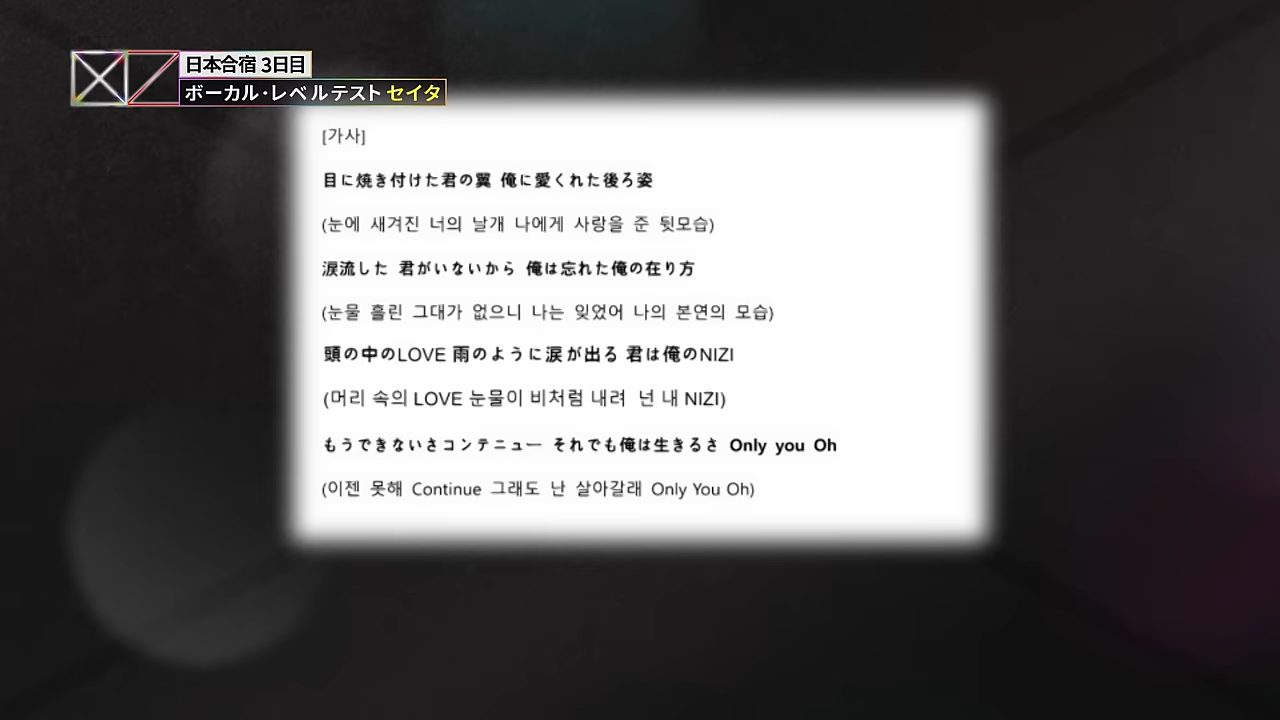 日本合宿 3日目
ボーカル・レベルテスト セイタ
[가사]
目に焼き付けた君の翼 俺に愛くれた後ろ姿
(눈에 새겨진 너의 날개 나에게 사랑을 준 뒷모습)
涙流した 君がいないから 俺は忘れた俺の在り方
(눈물 흘린 그대가 없으니 나는 잊었어 나의 본연의 모습)
頭の中のLOVE 雨のように涙が出る 君は俺のNIZI
(머리 속의 LOVE 눈물이 비처럼 내려 넌 내 NIZI)
もうできないさコンテニュー それでも俺は生きるさ Only you Oh
(이젠 못해 Continue 그래도 난 살아갈래 Only You Oh)